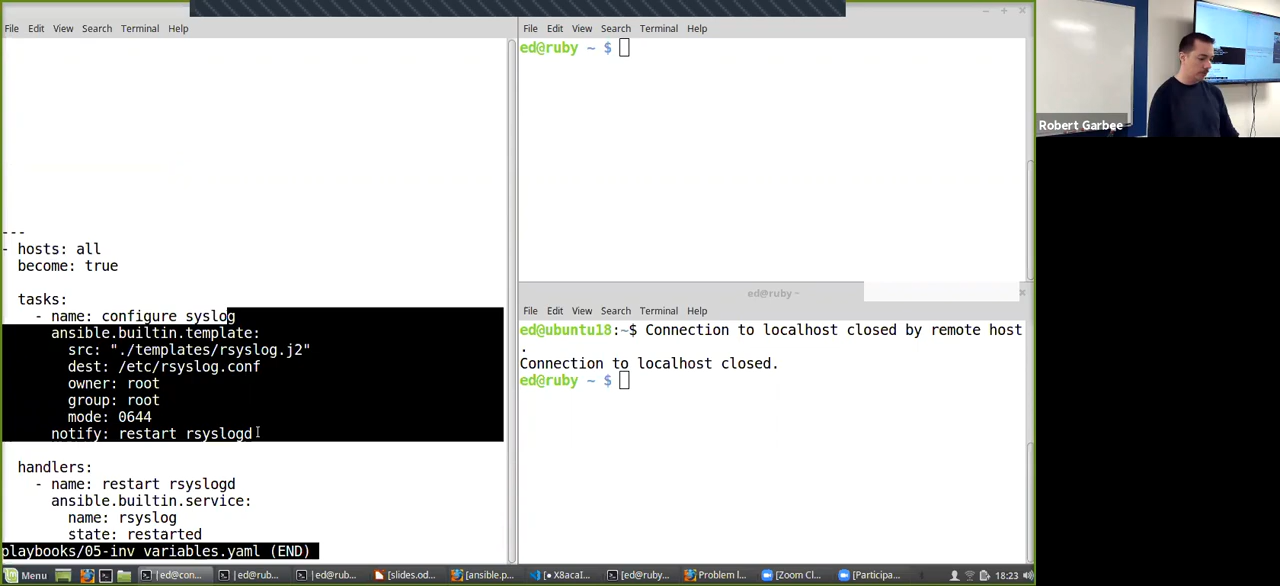 File Edit View Search Terminal Help
---
- hosts: all
become: true
tasks:
- name: configure syslog
ansible.builtin.template:
src: "./templates/rsyslog.j2"
dest: /etc/rsyslog.conf
owner: root
group: root
mode: 0644
notify: restart rsyslogd
handlers:
- name: restart rsyslogd
ansible.builtin.service:
name: rsyslog
state: restarted
playbooks/05-inv variables.yaml (END)
File Edit View Search Terminal Help
ed@ruby ~ $
ed@ruby ~
File Edit View Search Terminal Help
ed@ubuntu18:~$ Connection to localhost closed by remote host
.
Connection to localhost closed.
ed@ruby ~ $
Robert Garbee
Menu |ed@con... |ed@rub... |ed@rub... [slides.od... [ansible.p... [• X8acaI... [ed@ruby... [Problem l... [Zoom Cl... [Participa... 18:23